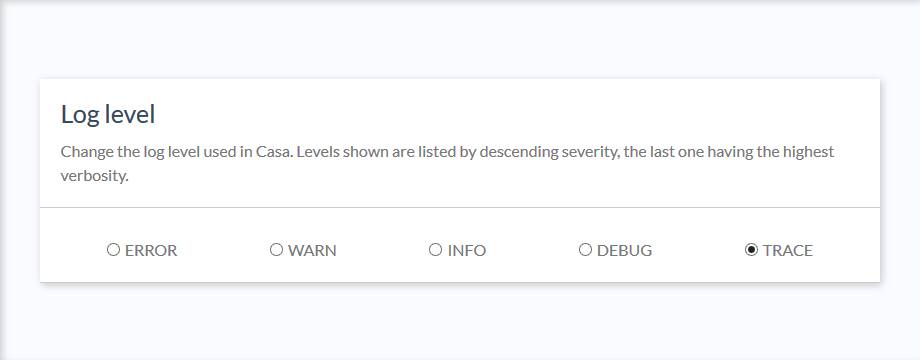 Log level
Change the log level used in Casa. Levels shown are listed by descending severity, the last one having the highest
verbosity.
ERROR WARN INFO DEBUG TRACE